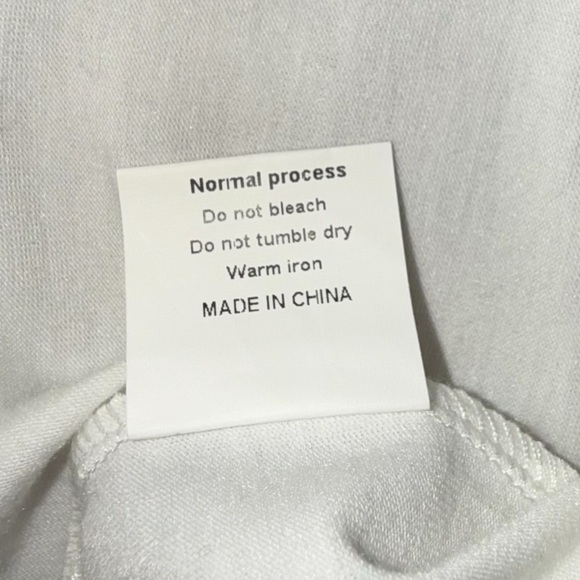 Normal process
Do not bleach
Do not tumble dry
Warm iron
MADE IN CHINA